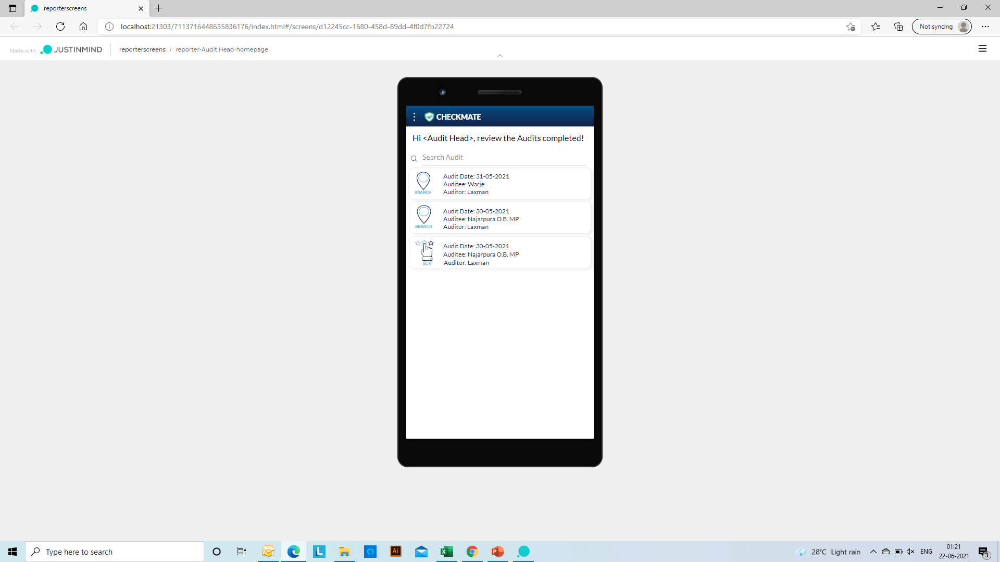 reporterscreens
localhost:21303/7113716448635836176/index.html#/screens/d12245cc-1680-458d-89dd-4f0d7fb22724
Not syncing
Made with JUSTINMIND
reporterscreens / reporter-Audit Head-homepage
CHECKMATE
Hi <Audit Head>, review the Audits completed!
Search Audit
BRANCH
Audit Date: 31-05-2021
Auditee: Warje
Auditor: Laxman
BRANCH
Audit Date: 30-05-2021
Auditee: Najarpura O.B. MP
Auditor: Laxman
SCV
Audit Date: 30-05-2021
Auditee: Najarpura O.B. MP
Auditor: Laxman
Type here to search
L
Ai
28°C Light rain
ENG
01:21
22-06-2021
3